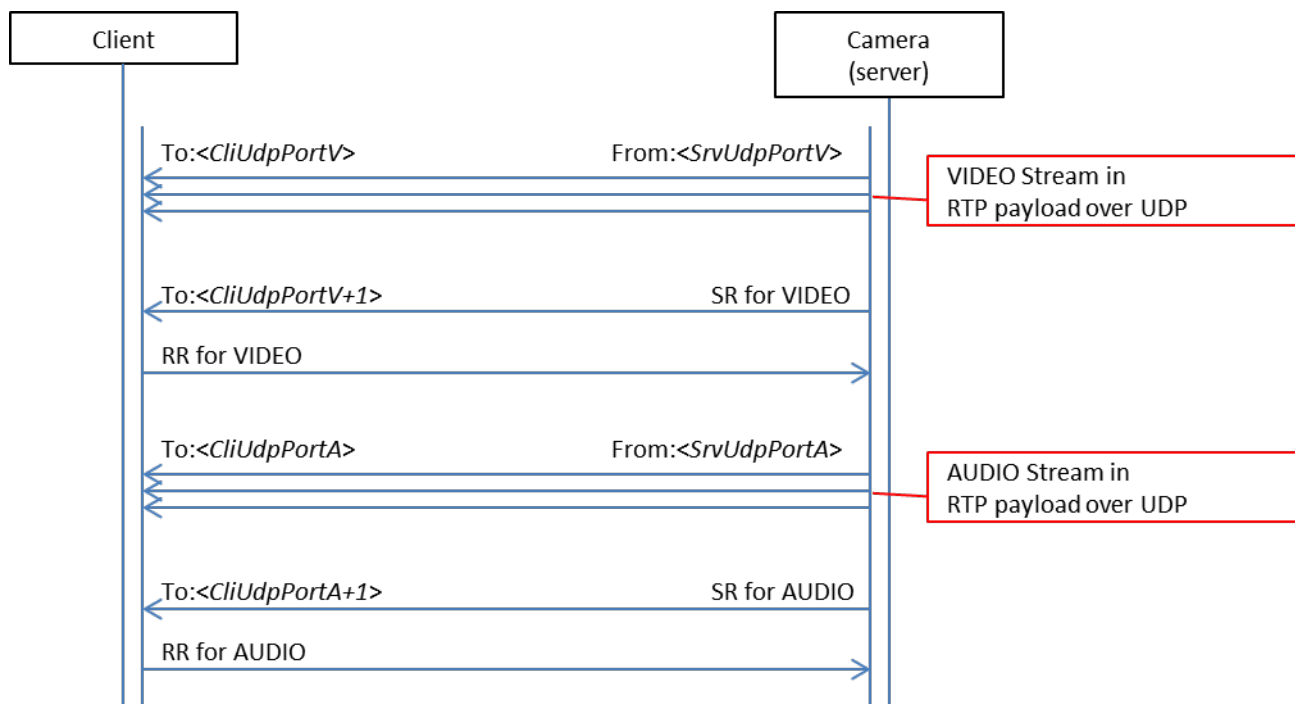 Client
Camera
(server)
To:<CliUdpPortV>
From:<SrvUdpPortV>
VIDEO Stream in
RTP payload over UDP
To:<CliUdpPortV+1>
SR for VIDEO
RR for VIDEO
To:<CliUdpPortA>
From:<SrvUdpPortA>
AUDIO Stream in
RTP payload over UDP
To:<CliUdpPortA+1>
SR for AUDIO
RR for AUDIO